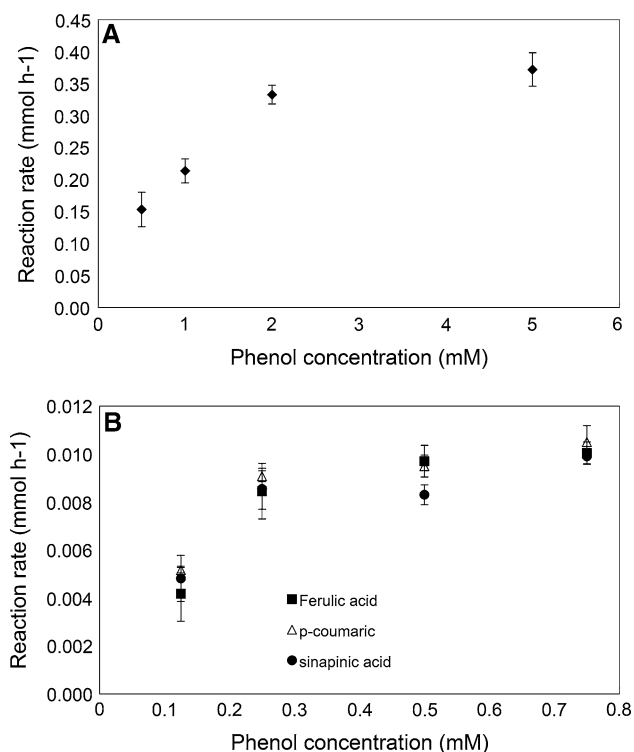 A
Reaction rate (mmol h-1)
0.45
0.40
0.35
0.30
0.25
0.20
0.15
0.10
0.05
0.00
0 1 2 3 4 5 6
Phenol concentration (mM)
B
Reaction rate (mmol h-1)
0.012
0.010
0.008
0.006
0.004
0.002
0.000
Ferulic acid
p-coumaric
sinapinic acid
0 0.1 0.2 0.3 0.4 0.5 0.6 0.7 0.8
Phenol concentration (mM)